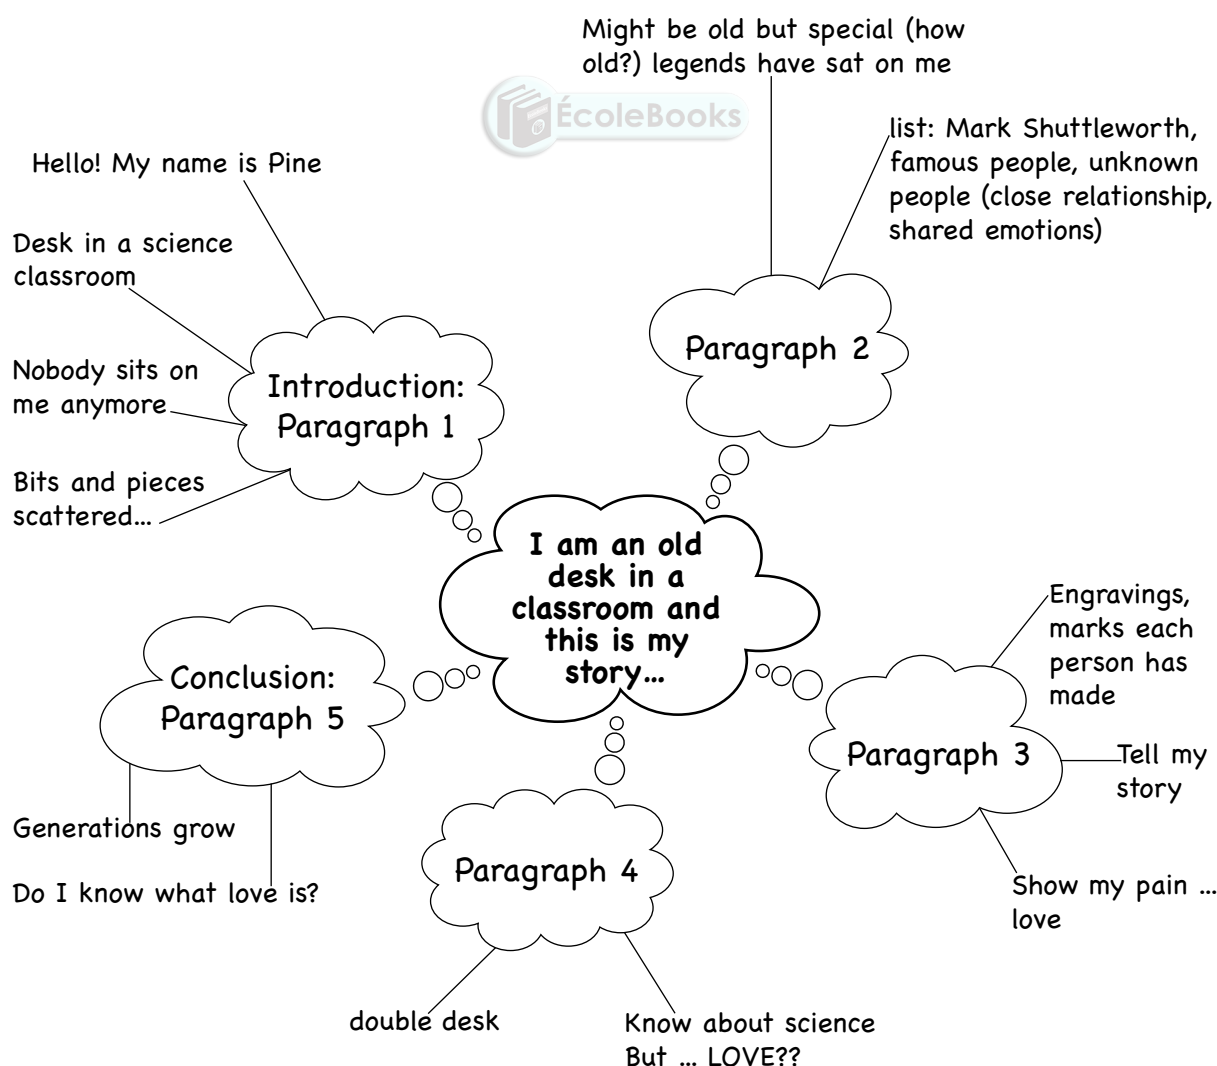 Might be old but special (how
old?) legends have sat on me
ÉcoleBooks
list: Mark Shuttleworth,
famous people, unknown
people (close relationship,
shared emotions)
Hello! My name is Pine
Desk in a science
classroom
Nobody sits on
me anymore
Bits and pieces
scattered...
Introduction:
Paragraph 1
Paragraph 2
I am an old
desk in a
classroom and
this is my
story...
Engravings,
marks each
person has
made
Paragraph 3
Tell my
story
Show my pain ...
love
Conclusion:
Paragraph 5
Generations grow
Do I know what love is?
Paragraph 4
double desk
Know about science
But ... LOVE??